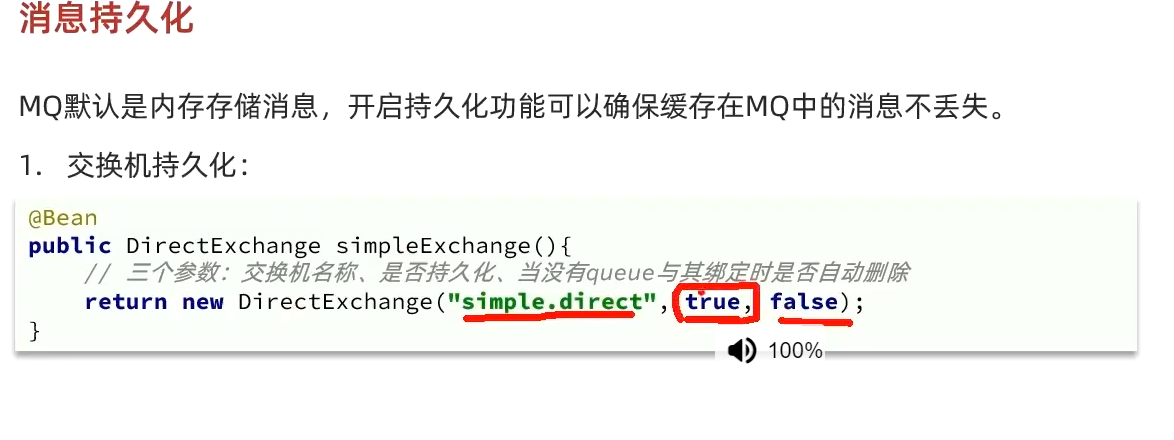 消息持久化
MQ默认是内存存储消息，开启持久化功能可以确保缓存在MQ中的消息不丢失。
1. 交换机持久化：
@Bean
public DirectExchange simpleExchange(){
    // 三个参数：交换机名称、是否持久化、当没有queue与其绑定时是否自动删除
    return new DirectExchange("simple.direct", true, false);
}
100%